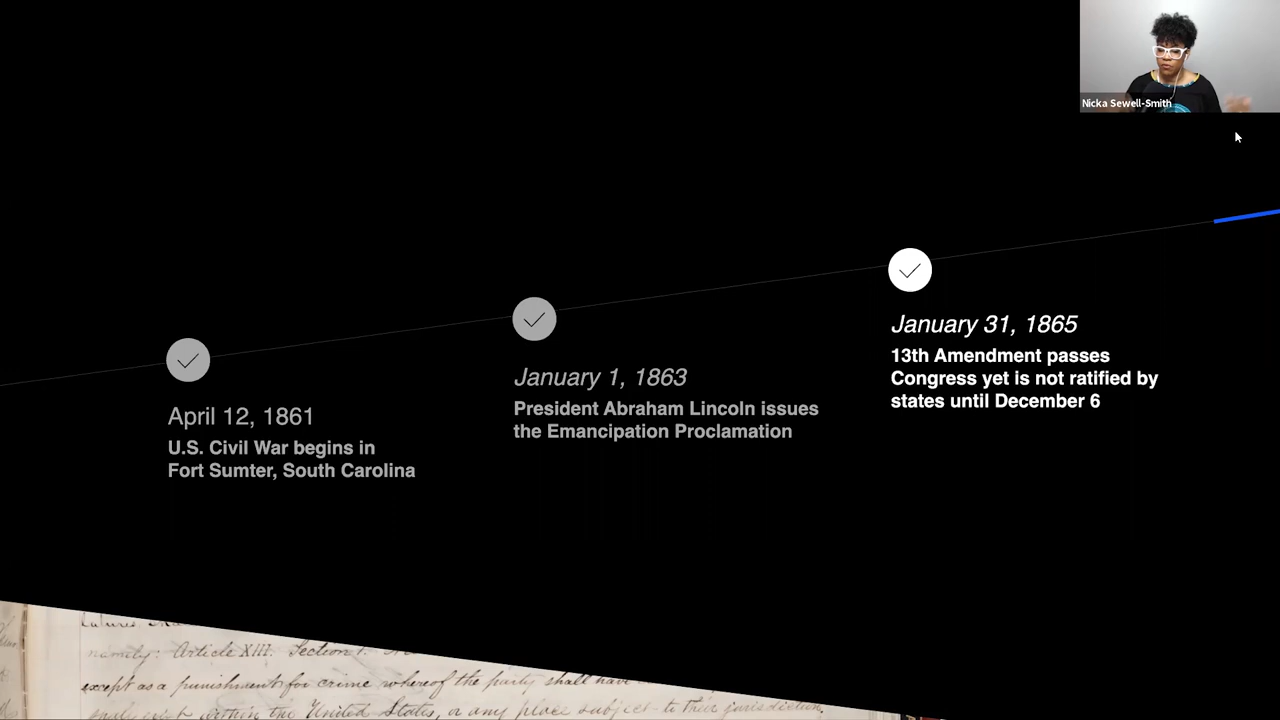 Nicka Sewell-Smith
January 31, 1865
13th Amendment passes
Congress yet is not ratified by
states until December 6
January 1, 1863
President Abraham Lincoln issues
the Emancipation Proclamation
April 12, 1861
U.S. Civil War begins in
Fort Sumter, South Carolina
namely: Article XIII. Section 1.
except as a punishment for crime whereof the party shall have
within the United States, or any place subject to their jurisdiction.